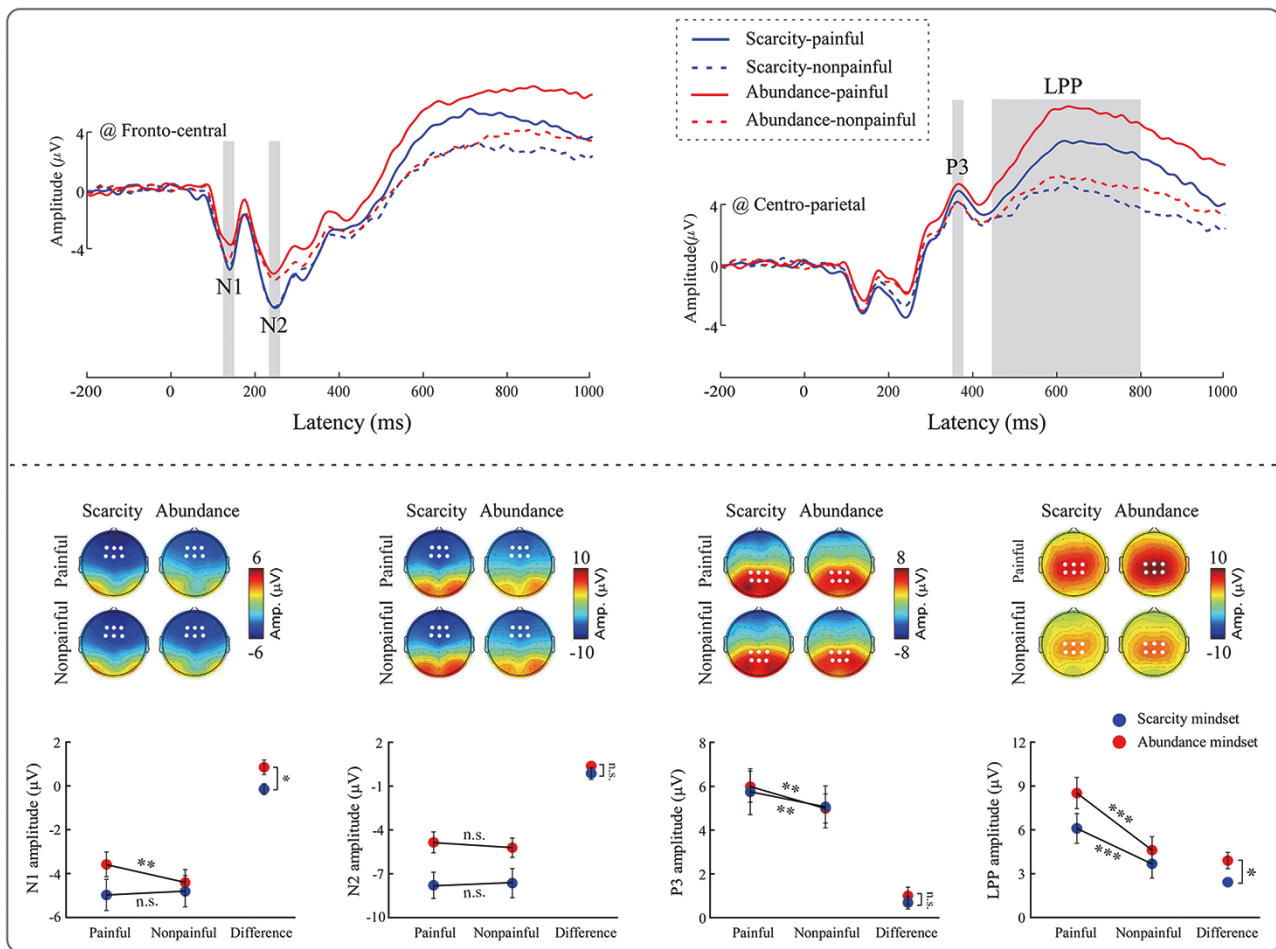 Scarcity-painful
Scarcity-nonpainful
Abundance-painful
Abundance-nonpainful
@ Fronto-central
Amplitude (μV)
4
0
-4
N1
N2
-200 0 200 400 600 800 1000
Latency (ms)
LPP
P3
@ Centro-parietal
Amplitude(μV)
4
0
-4
-200 0 200 400 600 800 1000
Latency (ms)
Scarcity Abundance
Painful
Nonpainful
6
Amp. (μV)
-6
Scarcity Abundance
Painful
Nonpainful
10
Amp. (μV)
-10
Scarcity Abundance
Painful
Nonpainful
8
Amp. (μV)
-8
Scarcity Abundance
Painful
Nonpainful
10
Amp. (μV)
-10
Scarcity mindset
Abundance mindset
N1 amplitude (μV)
2
0
-2
-4
-6
**
n.s.
*
Painful Nonpainful Difference
N2 amplitude (μV)
2
-1
-4
-7
-10
n.s.
n.s.
n.s.
Painful Nonpainful Difference
P3 amplitude (μV)
8
6
4
2
0
**
**
n.s.
Painful Nonpainful Difference
LPP amplitude (μV)
12
9
6
3
0
***
***
*
Painful Nonpainful Difference